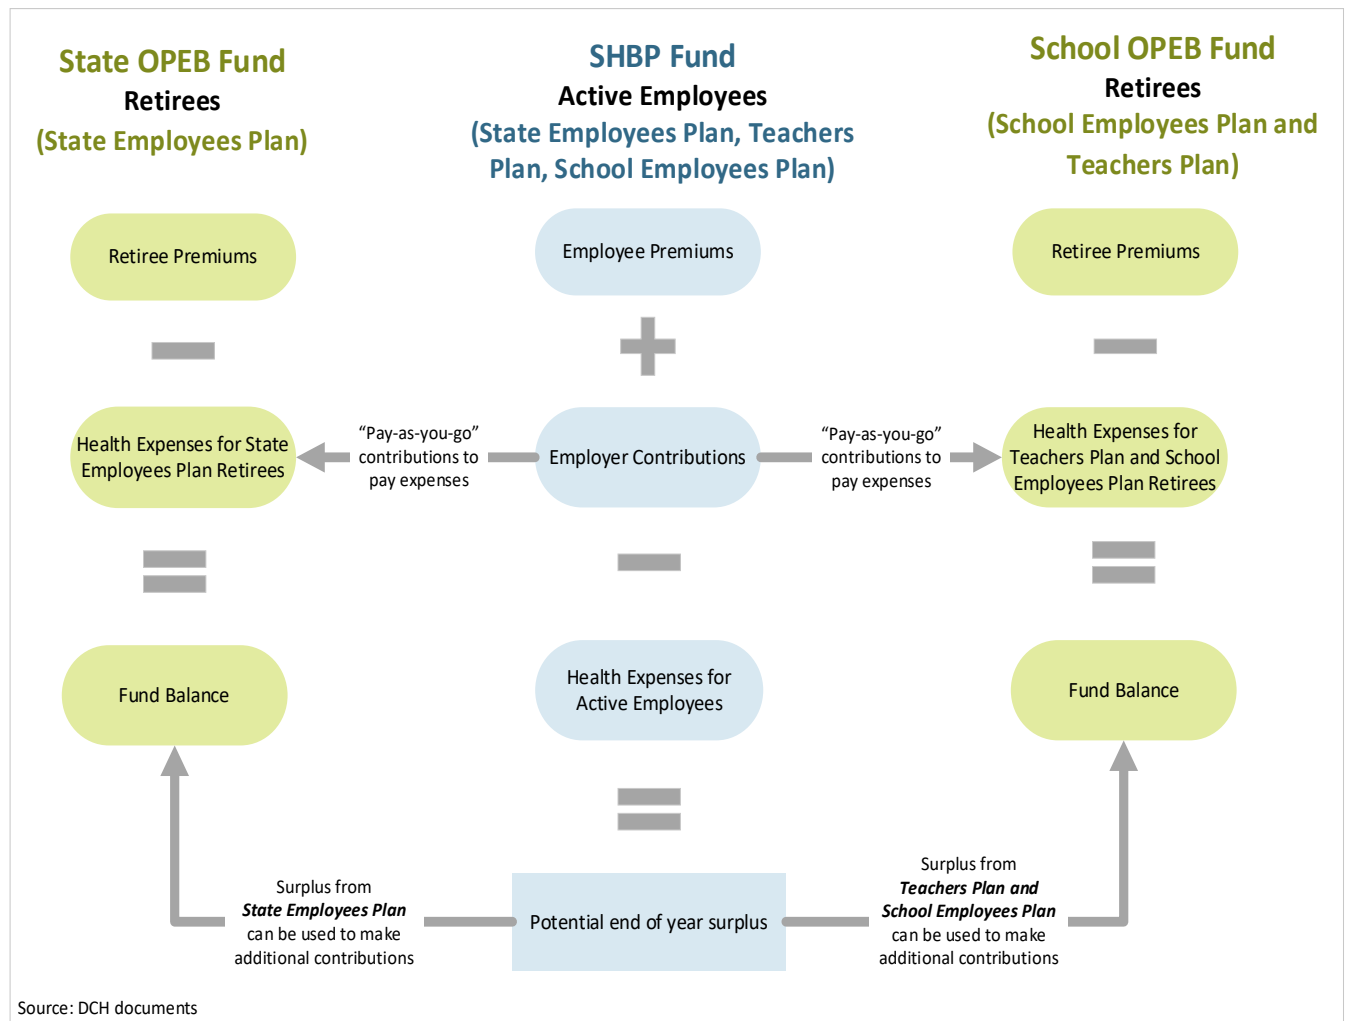 State OPEB Fund
Retirees
(State Employees Plan)
SHBP Fund
Active Employees
(State Employees Plan, Teachers
Plan, School Employees Plan)
School OPEB Fund
Retirees
(School Employees Plan and
Teachers Plan)
Retiree Premiums
Employee Premiums
Retiree Premiums
Health Expenses for State
Employees Plan Retirees
“Pay-as-you-go”
contributions to
pay expenses
Employer Contributions
“Pay-as-you-go”
contributions to
pay expenses
Health Expenses for
Teachers Plan and School
Employees Plan Retirees
Fund Balance
Health Expenses for
Active Employees
Fund Balance
Surplus from
State Employees Plan
can be used to make
additional contributions
Potential end of year surplus
Surplus from
Teachers Plan and
School Employees Plan
can be used to make
additional contributions
Source: DCH documents